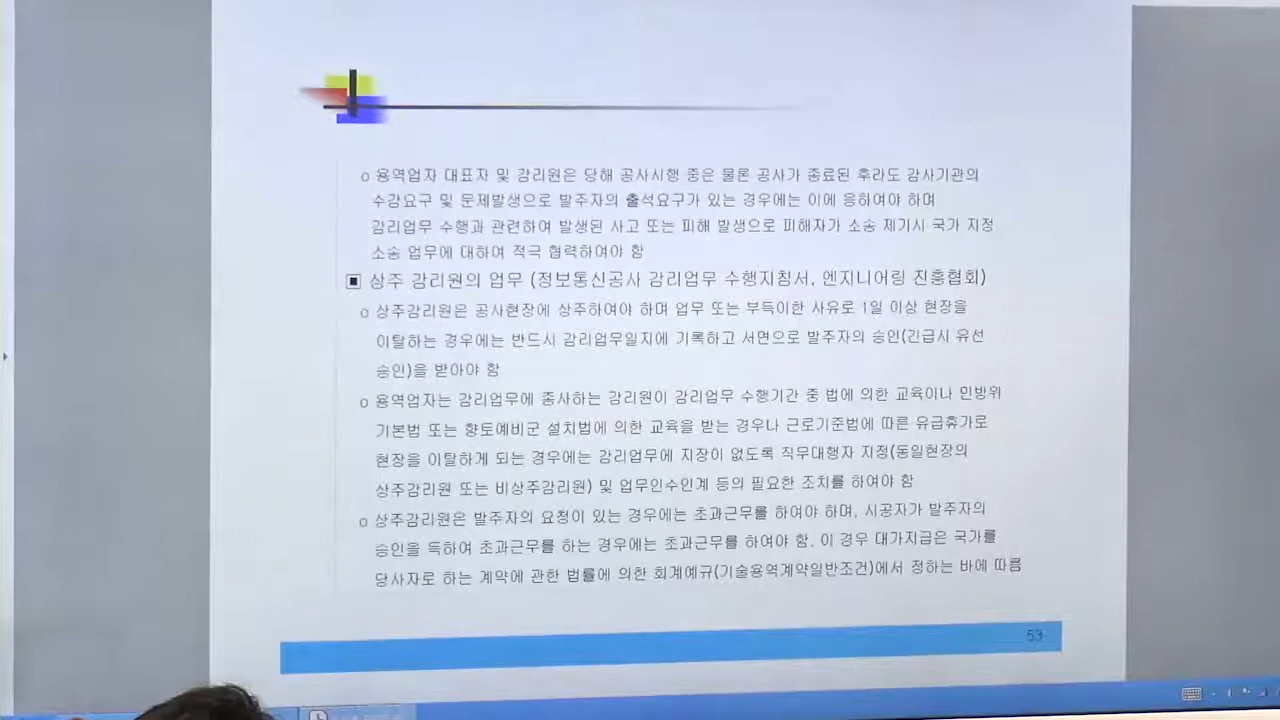 o 용역업자 대표자 및 감리원은 당해 공사시행 중은 물론 공사가 종료된 후라도 감사기관의
수감요구 및 문제발생으로 발주자의 출석요구가 있는 경우에는 이에 응하여야 하며
감리업무 수행과 관련하여 발생된 사고 또는 피해 발생으로 피해자가 소송 제기시 국가 지정
소송 업무에 대하여 적극 협력하여야 함
▣ 상주 감리원의 업무 (정보통신공사 감리업무 수행지침서, 엔지니어링 진흥협회)
o 상주감리원은 공사현장에 상주하여야 하며 업무 또는 부득이한 사유로 1일 이상 현장을
이탈하는 경우에는 반드시 감리업무일지에 기록하고 서면으로 발주자의 승인(긴급시 유선
승인)을 받아야 함
o 용역업자는 감리업무에 종사하는 감리원이 감리업무 수행기간 중 법에 의한 교육이나 민방위
기본법 또는 향토예비군 설치법에 의한 교육을 받는 경우나 근로기준법에 따른 유급휴가로
현장을 이탈하게 되는 경우에는 감리업무에 지장이 없도록 직무대행자 지정(동일현장의
상주감리원 또는 비상주감리원) 및 업무인수인계 등의 필요한 조치를 하여야 함
o 상주감리원은 발주자의 요청이 있는 경우에는 초과근무를 하여야 하며, 시공자가 발주자의
승인을 득하여 초과근무를 하는 경우에는 초과근무를 하여야 함. 이 경우 대가지급은 국가를
당사자로 하는 계약에 관한 법률에 의한 회계예규(기술용역계약일반조건)에서 정하는 바에 따름
53